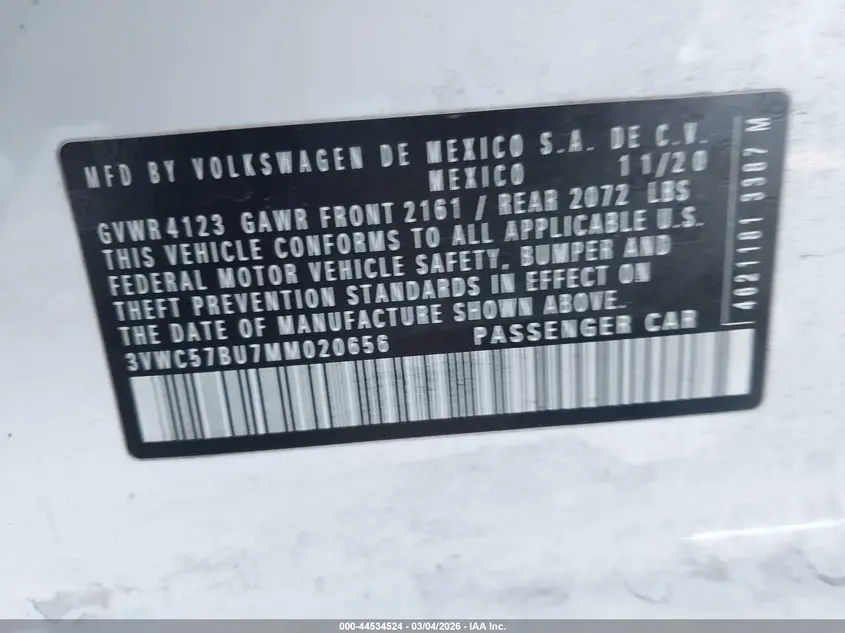 MFD BY VOLKSWAGEN DE MEXICO S.A. DE C.V.
MEXICO 11/20
GVWR 4123 GAWR FRONT 2161 / REAR 2072 LBS
THIS VEHICLE CONFORMS TO ALL APPLICABLE U.S.
FEDERAL MOTOR VEHICLE SAFETY, BUMPER AND
THEFT PREVENTION STANDARDS IN EFFECT ON
THE DATE OF MANUFACTURE SHOWN ABOVE.
3VWC57BU7MM020656 PASSENGER CAR
4021181 3307 M
000-44534524 - 03/04/2026 - IAA Inc.